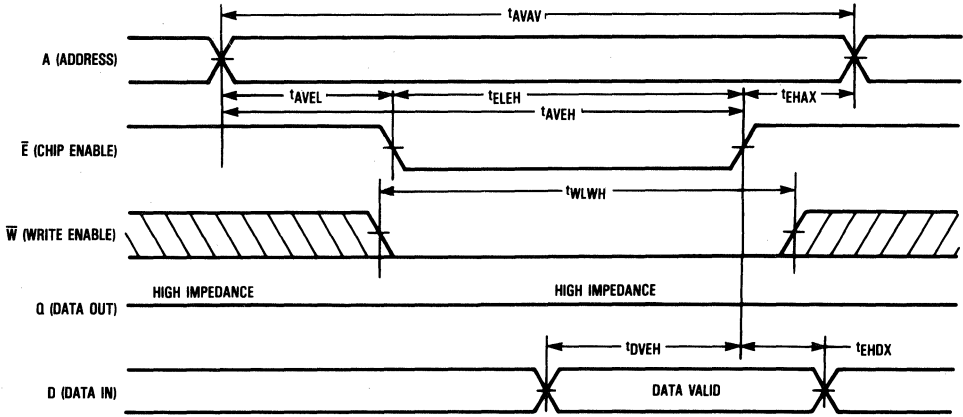 tAVAV
A (ADDRESS)
tAVEL
tELEH
tEHAX
tAVEH
E̅ (CHIP ENABLE)
tWLWH
W̅ (WRITE ENABLE)
HIGH IMPEDANCE
HIGH IMPEDANCE
Q (DATA OUT)
tDVEH
tEHDX
D (DATA IN)
DATA VALID